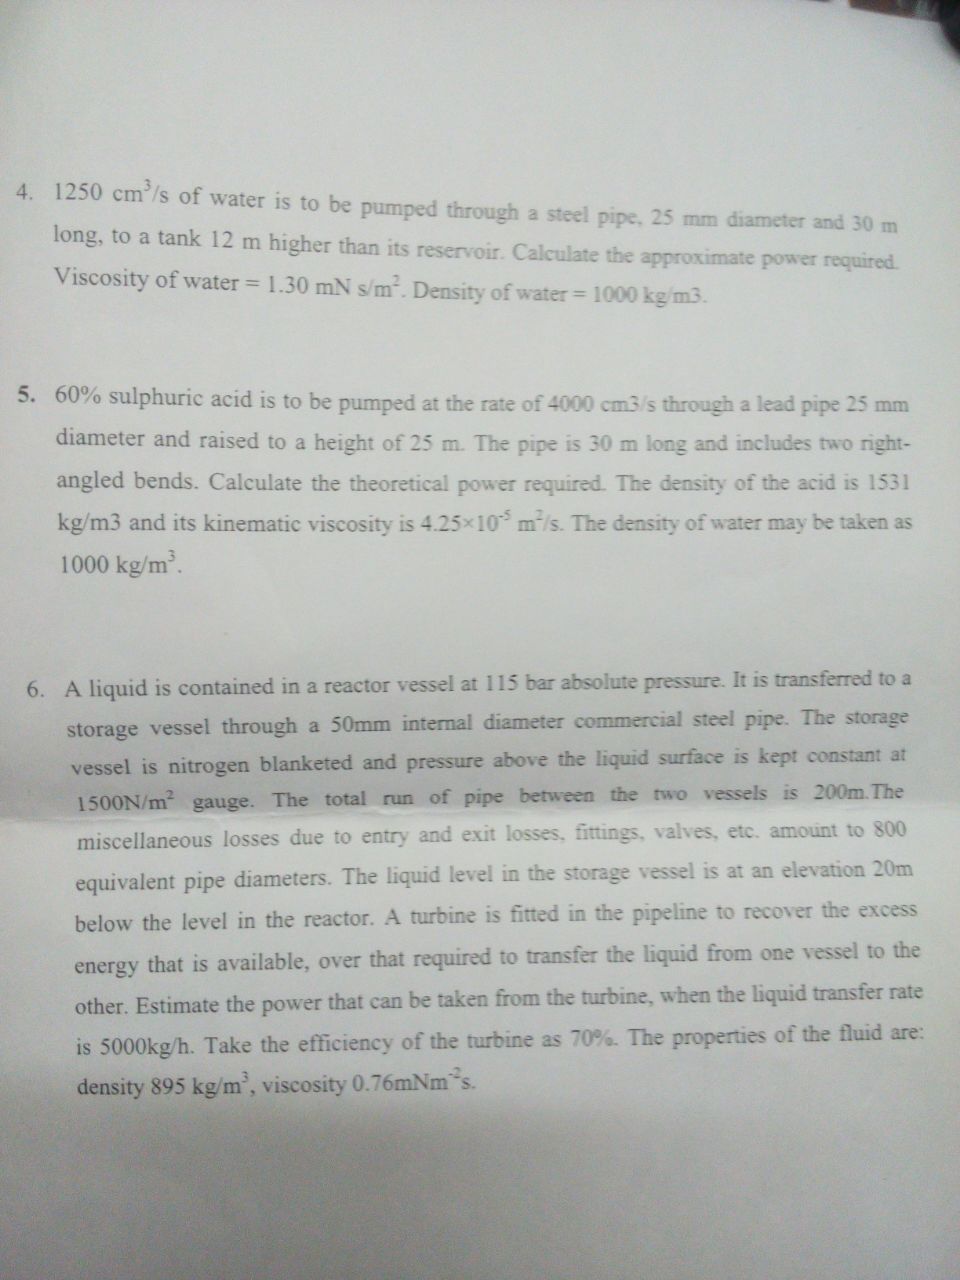 4. 1250 cm³/s of water is to be pumped through a steel pipe, 25 mm diameter and 30 m
long, to a tank 12 m higher than its reservoir. Calculate the approximate power required.
Viscosity of water = 1.30 mN s/m². Density of water = 1000 kg/m3.
5. 60% sulphuric acid is to be pumped at the rate of 4000 cm3/s through a lead pipe 25 mm
diameter and raised to a height of 25 m. The pipe is 30 m long and includes two right-
angled bends. Calculate the theoretical power required. The density of the acid is 1531
kg/m3 and its kinematic viscosity is 4.25×10⁻⁵ m²/s. The density of water may be taken as
1000 kg/m³.
6. A liquid is contained in a reactor vessel at 115 bar absolute pressure. It is transferred to a
storage vessel through a 50mm internal diameter commercial steel pipe. The storage
vessel is nitrogen blanketed and pressure above the liquid surface is kept constant at
1500N/m² gauge. The total run of pipe between the two vessels is 200m.The
miscellaneous losses due to entry and exit losses, fittings, valves, etc. amount to 800
equivalent pipe diameters. The liquid level in the storage vessel is at an elevation 20m
below the level in the reactor. A turbine is fitted in the pipeline to recover the excess
energy that is available, over that required to transfer the liquid from one vessel to the
other. Estimate the power that can be taken from the turbine, when the liquid transfer rate
is 5000kg/h. Take the efficiency of the turbine as 70%. The properties of the fluid are:
density 895 kg/m³, viscosity 0.76mNm⁻²s.